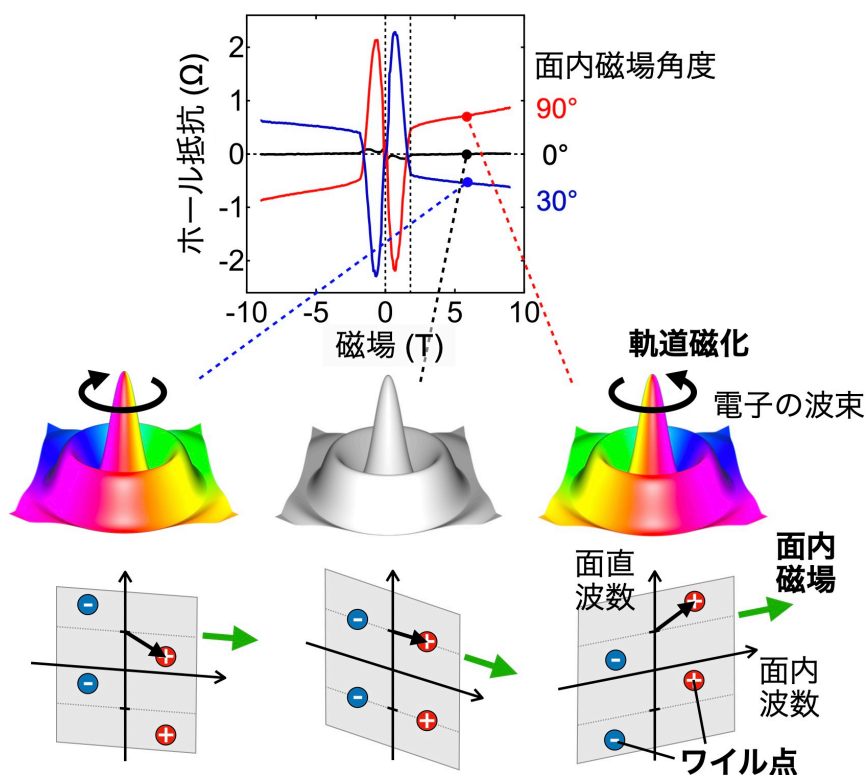 ホール抵抗 (Ω)
2
1
0
-1
-2
-10
-5
0
5
10
磁場 (T)
面内磁場角度
90°
0°
30°
軌道磁化
電子の波束
面直
波数
面内
磁場
面内
波数
ワイル点
-
+
-
+
-
+
-
+
+
-
+
-